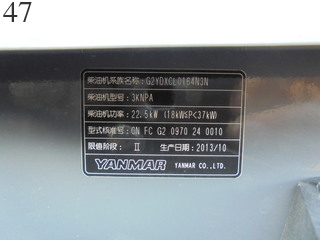 47
柴油机系族名称: G2YDXCL0164N3N
柴油机型号: 3KNPA
柴油机功率: 22.5kW (18kW≤P<37kW)
型式核准号: CN FC G2 0970 24 0010
限值阶段: II 生产日期: 2013/10
YANMAR YANMAR CO.,LTD.